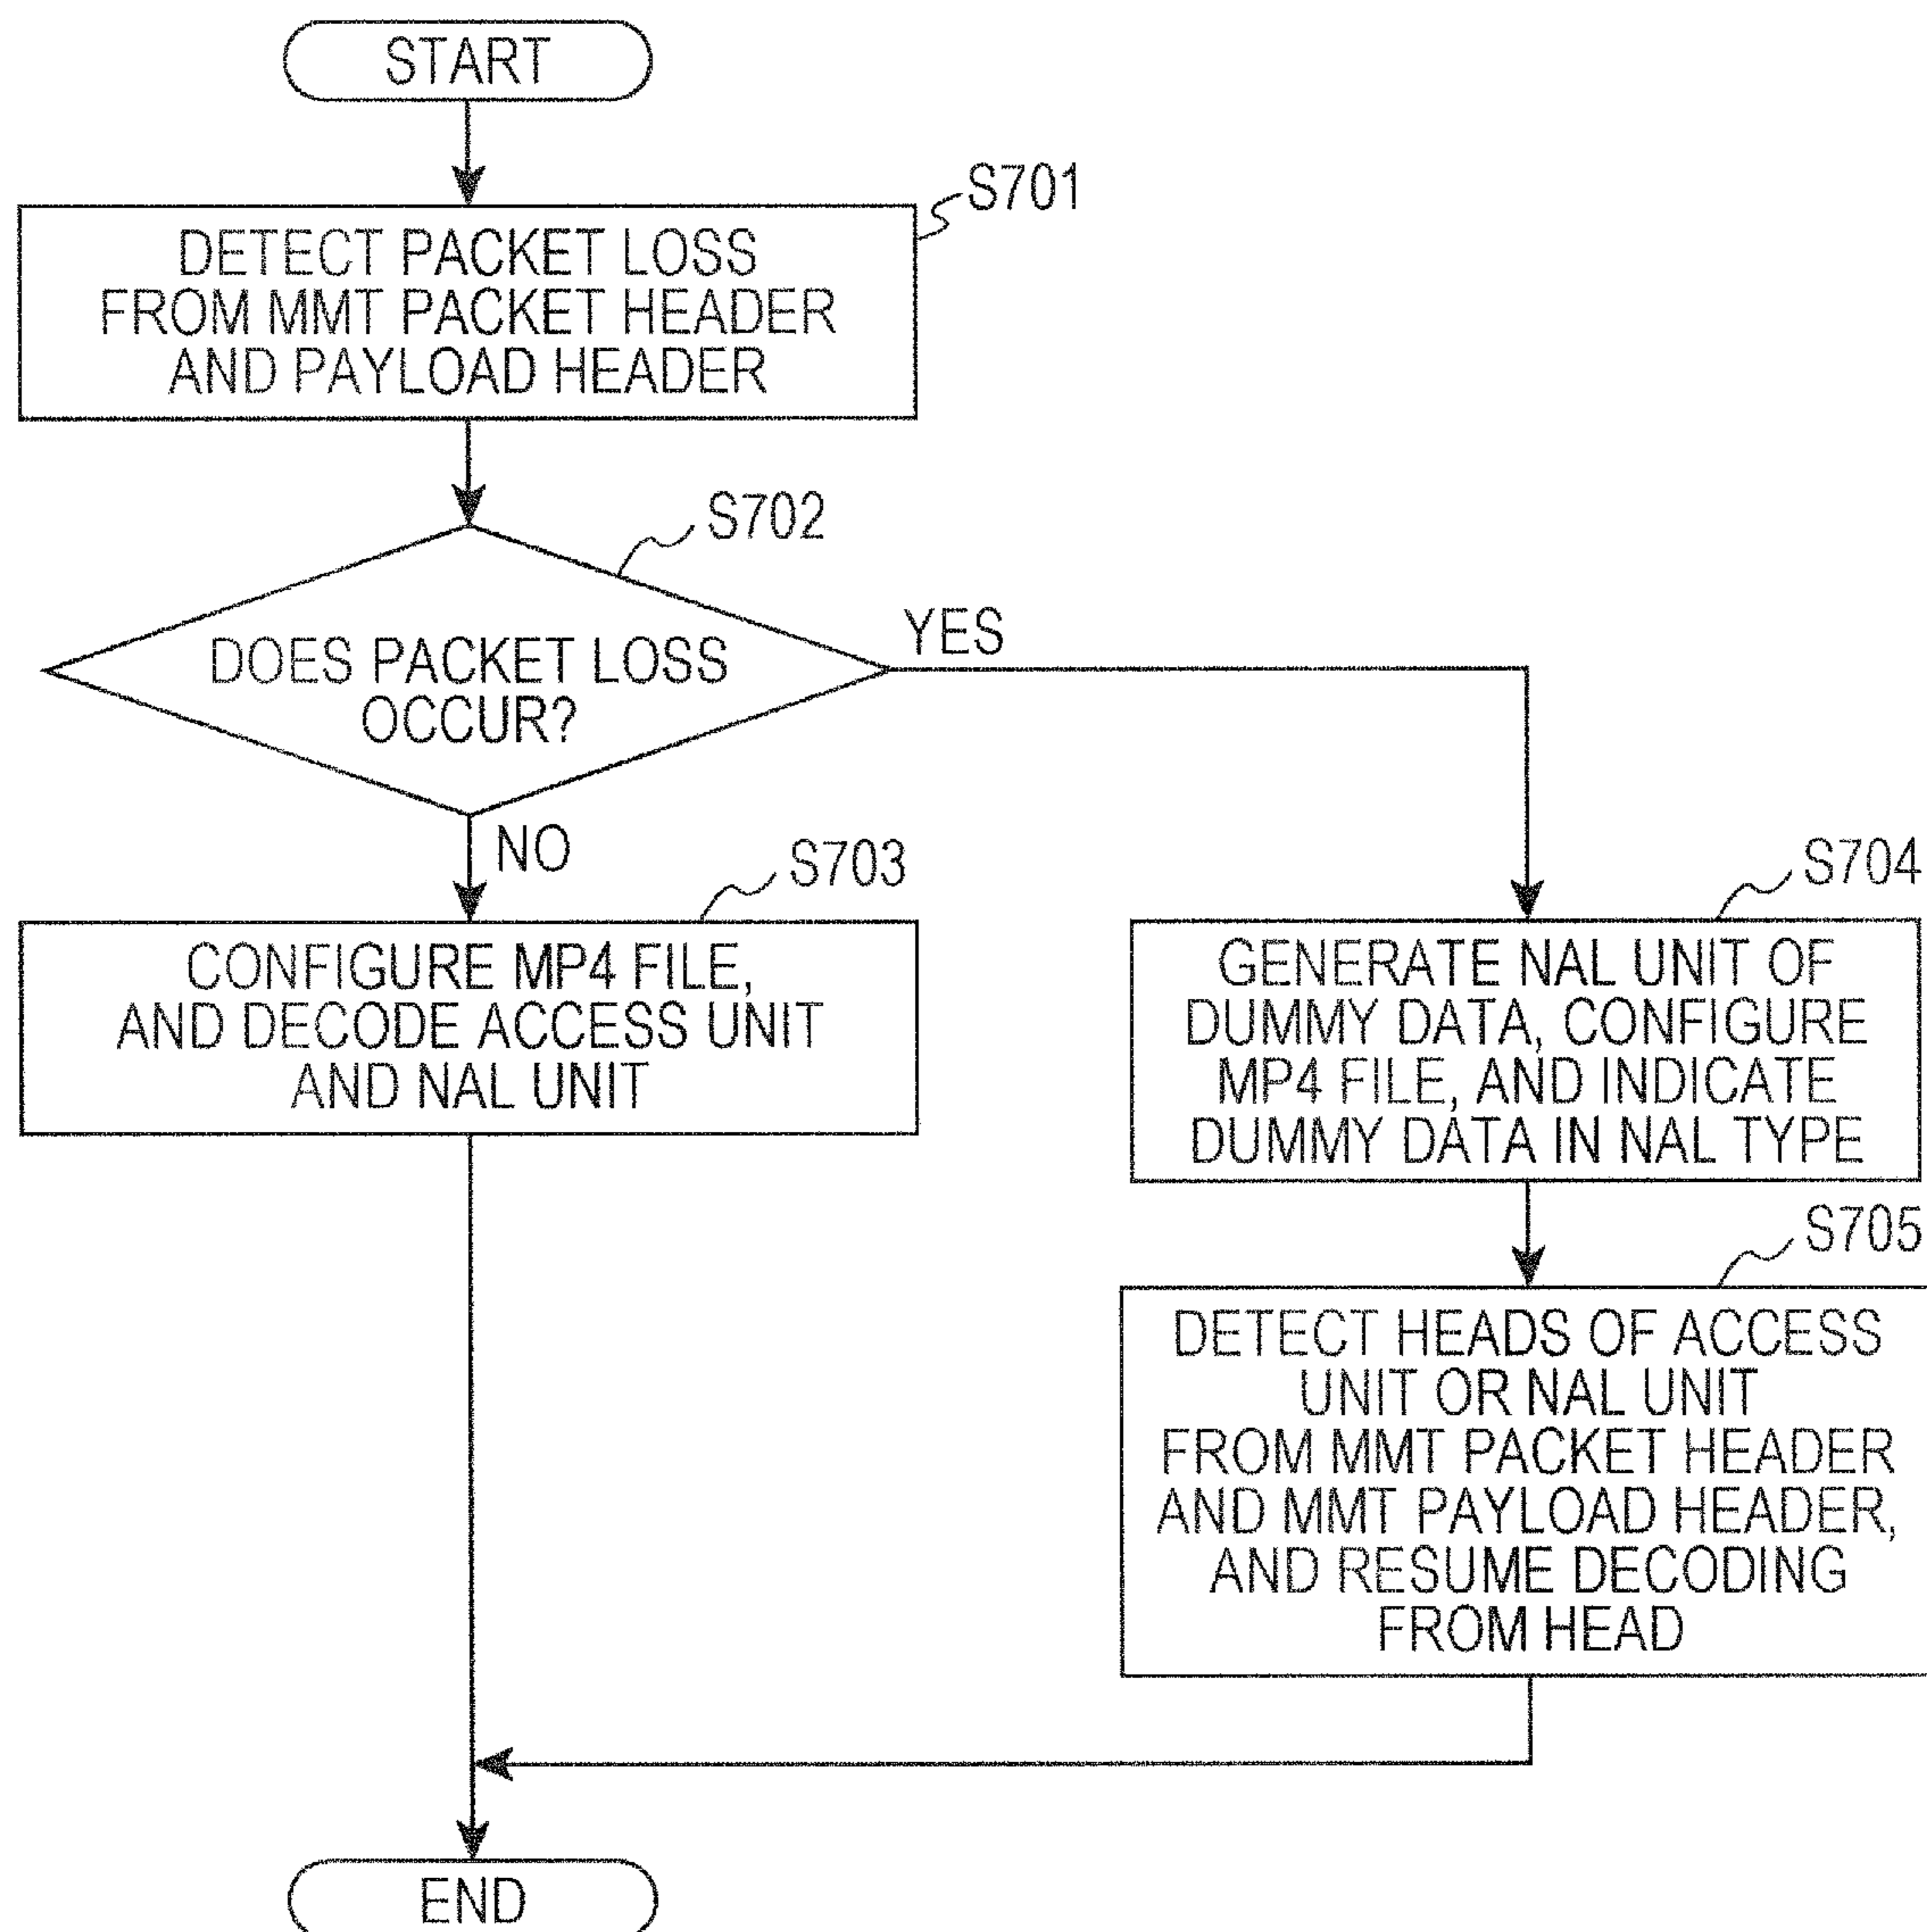 START
S701
DETECT PACKET LOSS
FROM MMT PACKET HEADER
AND PAYLOAD HEADER
S702
DOES PACKET LOSS
OCCUR?
YES
NO
S703
CONFIGURE MP4 FILE,
AND DECODE ACCESS UNIT
AND NAL UNIT
S704
GENERATE NAL UNIT OF
DUMMY DATA, CONFIGURE
MP4 FILE, AND INDICATE
DUMMY DATA IN NAL TYPE
S705
DETECT HEADS OF ACCESS
UNIT OR NAL UNIT
FROM MMT PACKET HEADER
AND MMT PAYLOAD HEADER,
AND RESUME DECODING
FROM HEAD
END